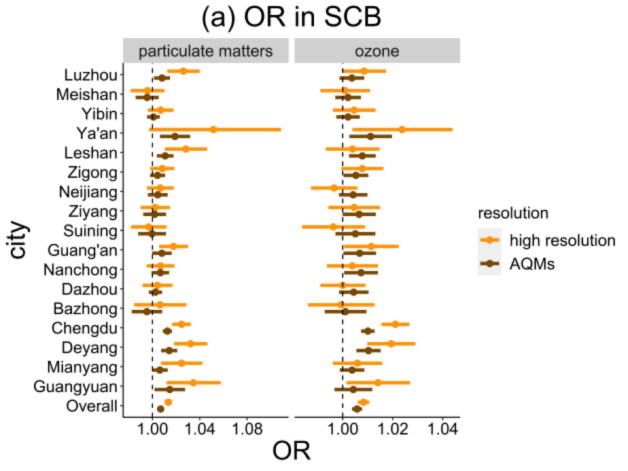 (a) OR in SCB
particulate matters
ozone
Luzhou
Meishan
Yibin
Ya'an
Leshan
Zigong
Neijiang
Ziyang
Suining
Guang'an
Nanchong
Dazhou
Bazhong
Chengdu
Deyang
Mianyang
Guangyuan
Overall
city
1.00 1.04 1.08
1.00 1.02 1.04
OR
resolution
high resolution
AQMs